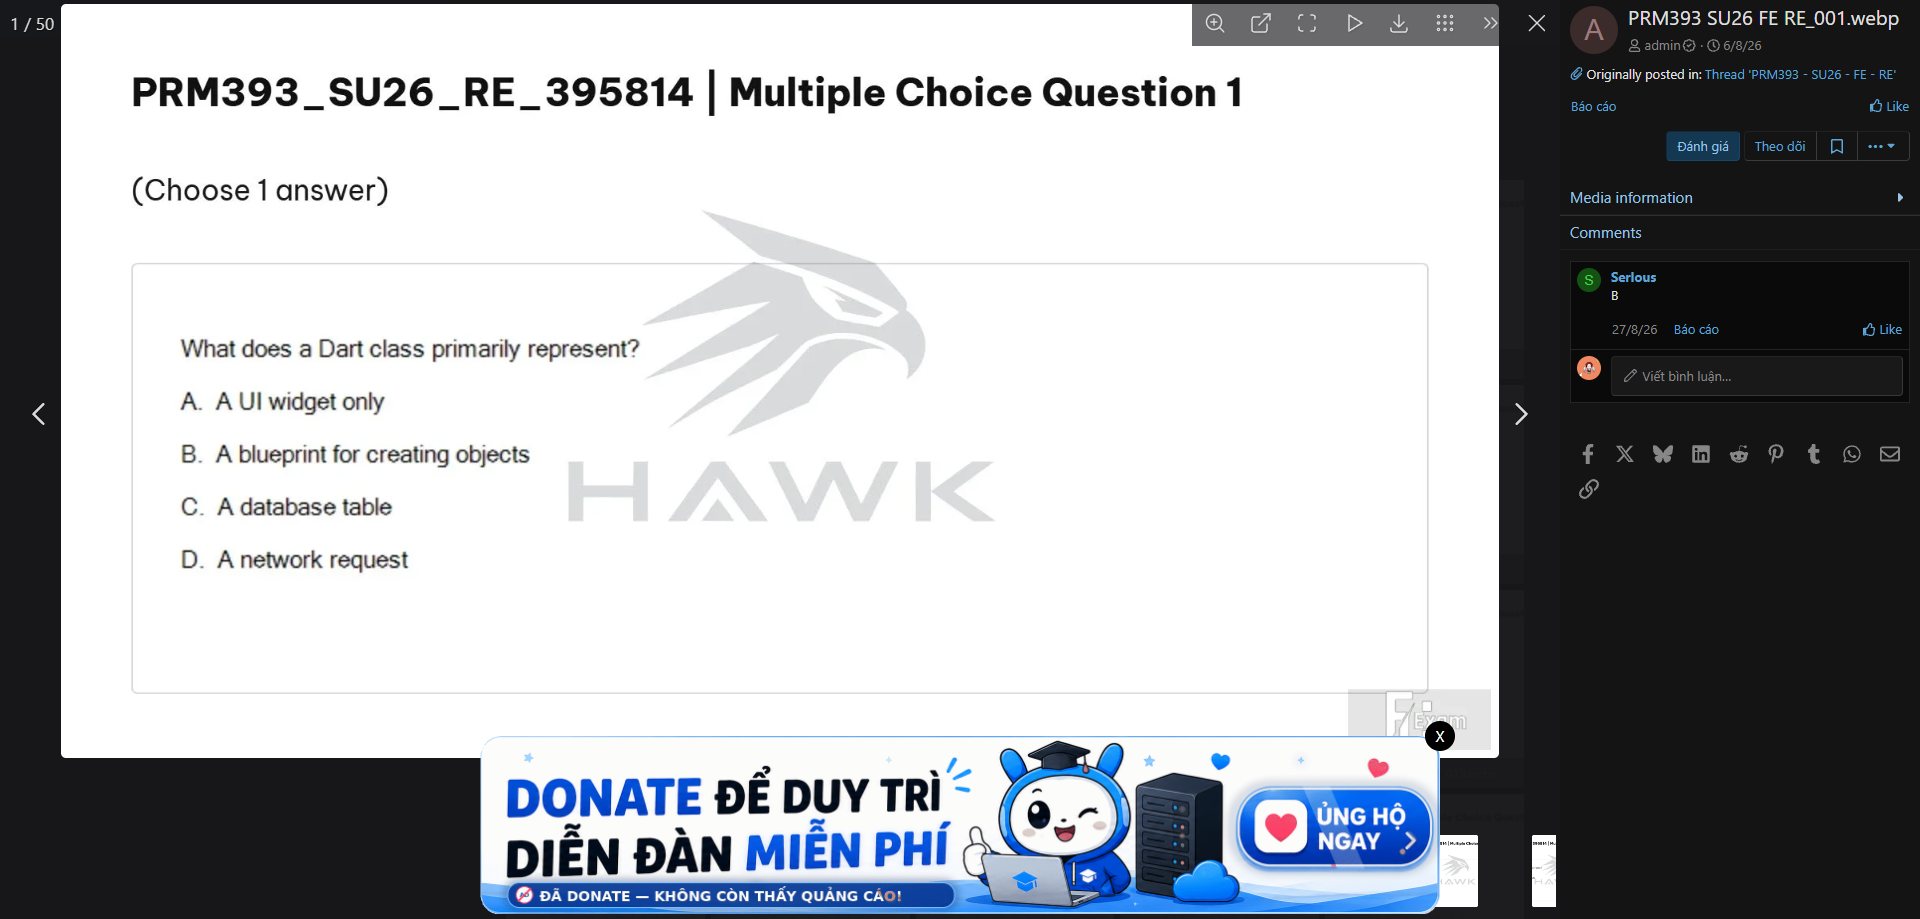 1 / 50
PRM393_SU26_RE_395814 | Multiple Choice Question 1
(Choose 1 answer)
What does a Dart class primarily represent?
A. A UI widget only
B. A blueprint for creating objects
C. A database table
D. A network request
HAWK
Exam
X
DONATE ĐỂ DUY TRÌ
DIỄN ĐÀN MIỄN PHÍ
ĐÃ DONATE — KHÔNG CÒN THẤY QUẢNG CÁO!
ỦNG HỘ
NGAY
A
PRM393 SU26 FE RE_001.webp
admin · 6/8/26
Originally posted in: Thread 'PRM393 - SU26 - FE - RE'
Báo cáo
Like
Đánh giá
Theo dõi
Media information
Comments
S
Serlous
B
27/8/26
Báo cáo
Like
Viết bình luận...